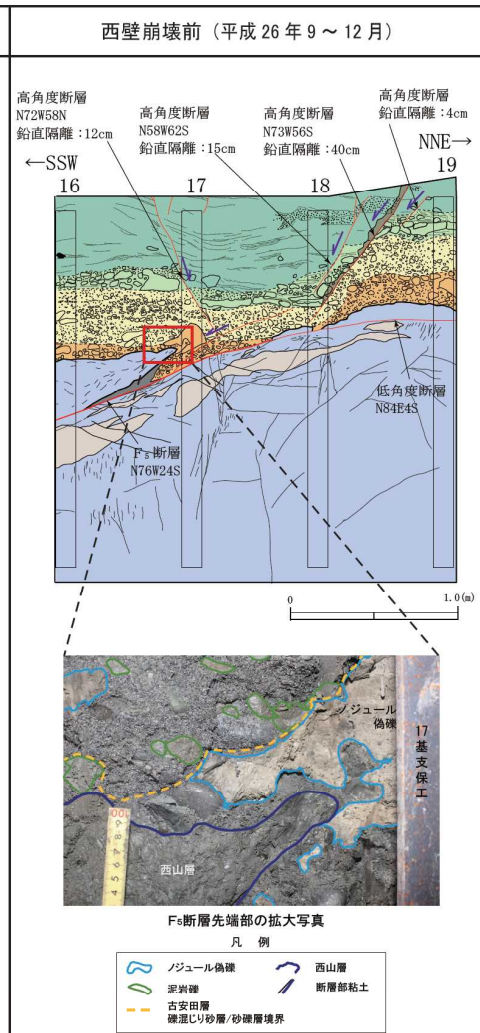 西壁崩壊前（平成26年9～12月）
高角度断層
N72W58N
鉛直隔離：12cm
高角度断層
N58W62S
鉛直隔離：15cm
高角度断層
N73W56S
鉛直隔離：40cm
高角度断層
鉛直隔離：4cm
←SSW
NNE→
16
17
18
19
F₅断層
N76W24S
低角度断層
N84E4S
0
1.0(m)
ノジュール
偽礫
17
基
支
保
工
100
9
8
7
6
5
4
西山層
F₅断層先端部の拡大写真
凡 例
ノジュール偽礫
西山層
泥岩礫
断層部粘土
古安田層
礫混じり砂層/砂礫層境界